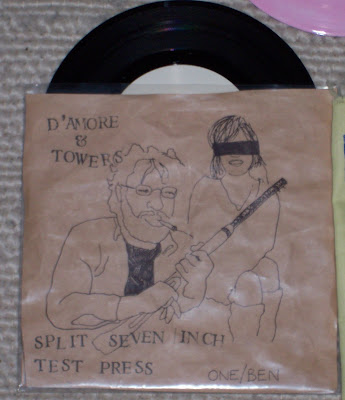 D'AMORE
&
TOWERS
SPLIT SEVEN INCH
TEST PRESS
ONE/BEN